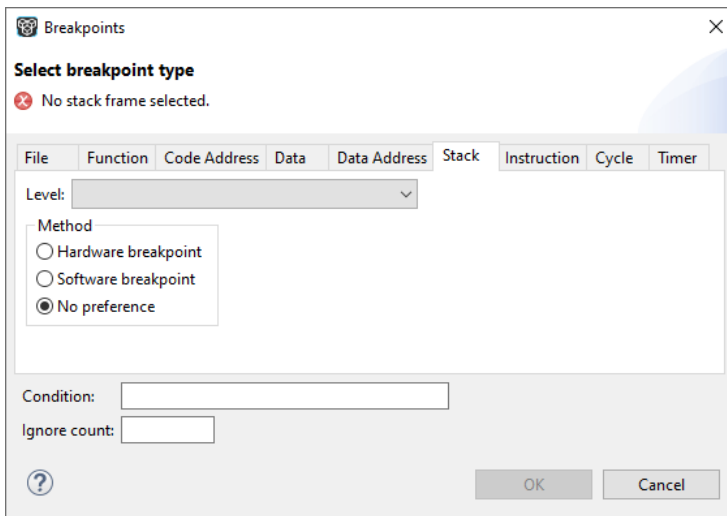 Breakpoints
Select breakpoint type
No stack frame selected.
File Function Code Address Data Data Address Stack Instruction Cycle Timer
Level:
Method
Hardware breakpoint
Software breakpoint
No preference
Condition:
Ignore count:
? OK Cancel